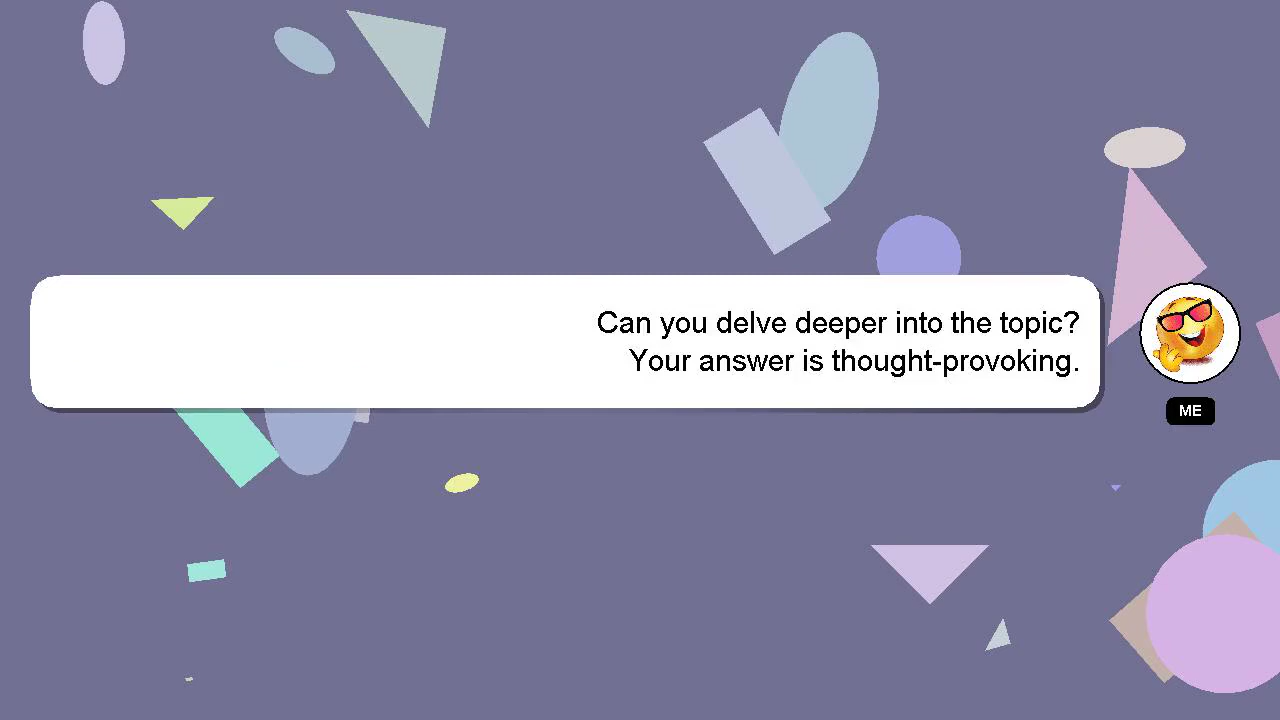 Can you delve deeper into the topic?
Your answer is thought-provoking.
ME